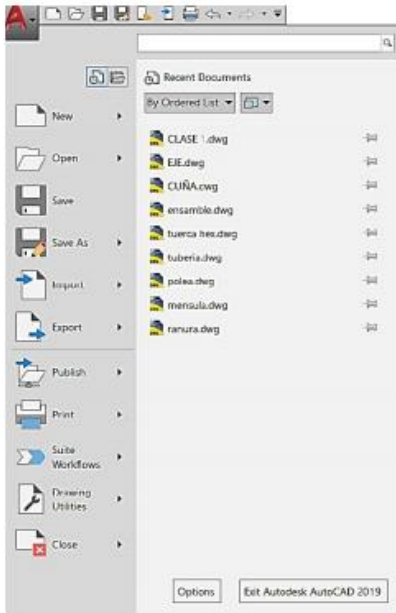 Recent Documents
By Ordered List
New
Open
Save
Save As
Import
Export
Publish
Print
Suite
Workflows
Drawing
Utilities
Close
CLASE 1.dwg
EJE.dwg
CUÑA.dwg
ensamble.dwg
tuerca hex.dwg
tuberia.dwg
polea.dwg
mensula.dwg
ranura.dwg
Options
Exit Autodesk AutoCAD 2019